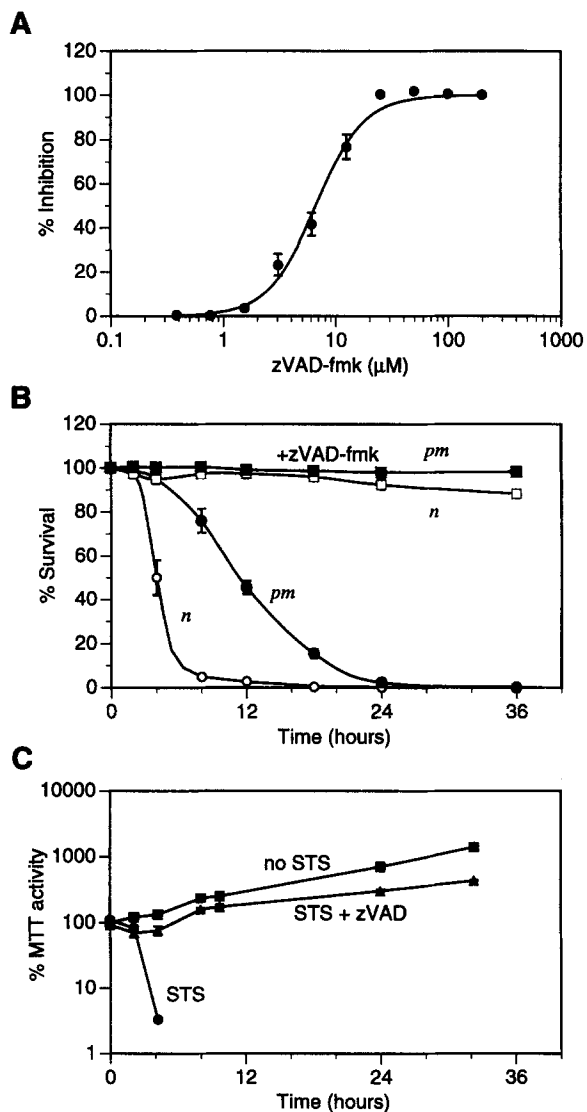 A
120
100
80
60
40
20
0
% Inhibition
0.1 1 10 100 1000
zVAD-fmk (µM)
B
120
100
80
60
40
20
0
% Survival
+zVAD-fmk
pm
n
n
pm
0 12 24 36
Time (hours)
C
10000
1000
100
10
1
% MTT activity
no STS
STS + zVAD
STS
0 12 24 36
Time (hours)